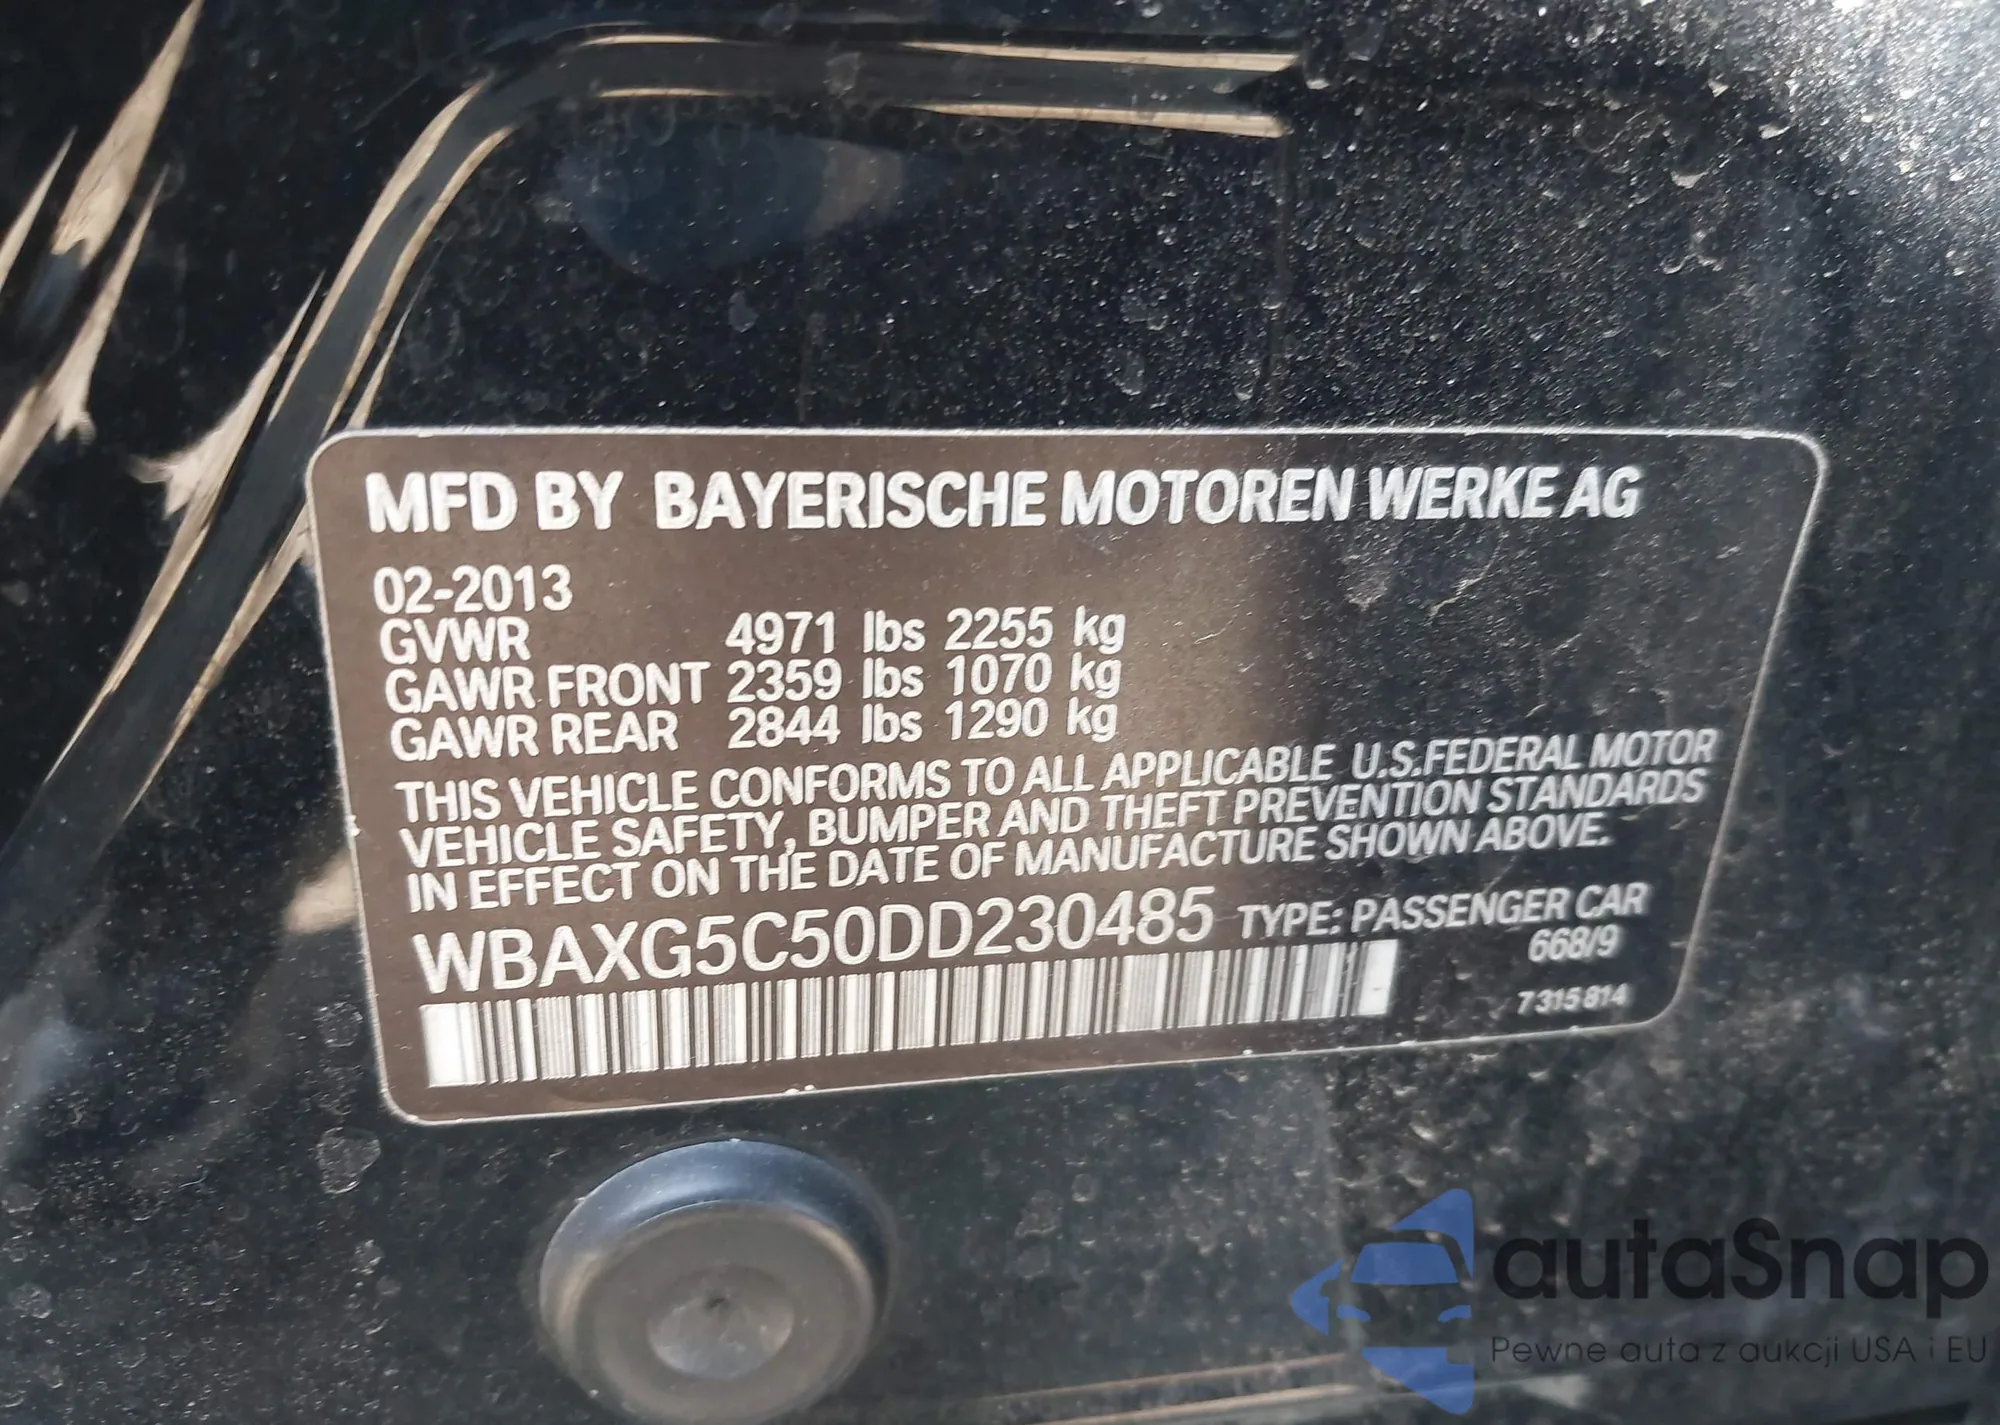 MFD BY BAYERISCHE MOTOREN WERKE AG
02-2013
GVWR 4971 lbs 2255 kg
GAWR FRONT 2359 lbs 1070 kg
GAWR REAR 2844 lbs 1290 kg
THIS VEHICLE CONFORMS TO ALL APPLICABLE U.S.FEDERAL MOTOR
VEHICLE SAFETY, BUMPER AND THEFT PREVENTION STANDARDS
IN EFFECT ON THE DATE OF MANUFACTURE SHOWN ABOVE.
WBAXG5C50DD230485 TYPE: PASSENGER CAR
668/9
7 315 814
autaSnap
Pewne auta z aukcji USA i EU